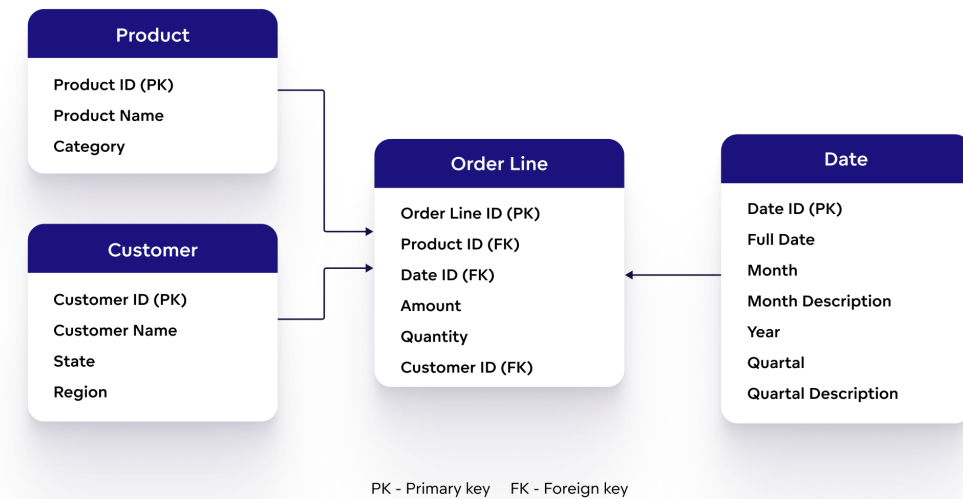 Product
Product ID (PK)
Product Name
Category
Customer
Customer ID (PK)
Customer Name
State
Region
Order Line
Order Line ID (PK)
Product ID (FK)
Date ID (FK)
Amount
Quantity
Customer ID (FK)
Date
Date ID (PK)
Full Date
Month
Month Description
Year
Quartal
Quartal Description
PK - Primary key FK - Foreign key